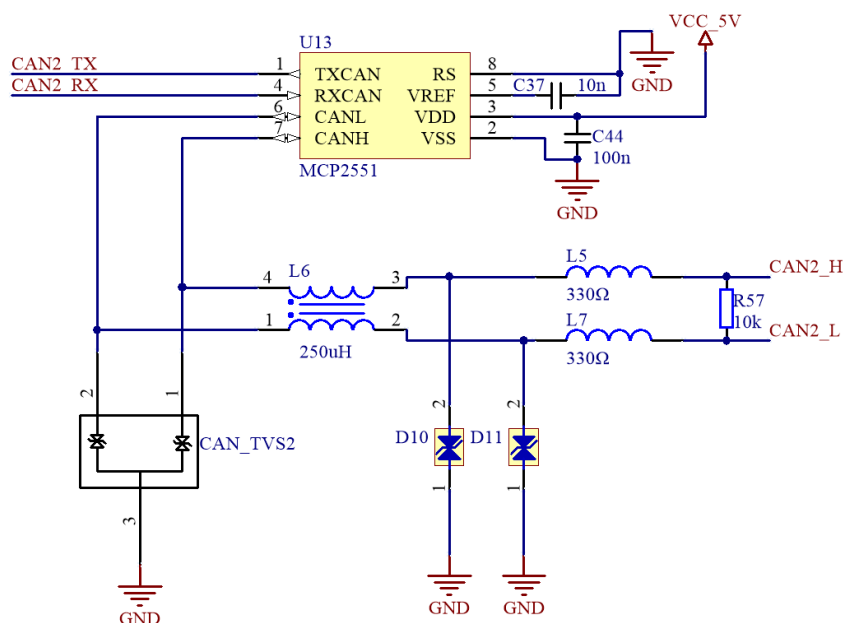 VCC_5V
U13
CAN2_TX
1
TXCAN
RS
8
GND
CAN2_RX
4
RXCAN
VREF
5
C37
10n
6
CANL
VDD
3
7
CANH
VSS
2
C44
100n
MCP2551
GND
4
L6
3
L5
CAN2_H
330Ω
R57
10k
1
2
L7
CAN2_L
250uH
330Ω
2
1
CAN_TVS2
3
GND
2
D10
1
GND
2
D11
1
GND